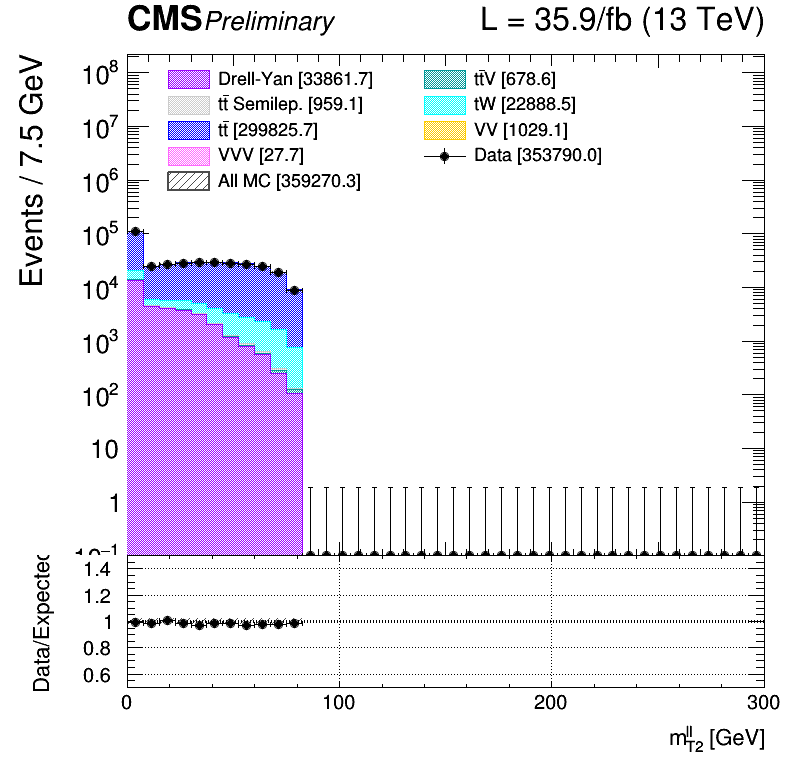 CMS Preliminary L = 35.9/fb (13 TeV)
Events / 7.5 GeV
Drell-Yan [33861.7]
tt̄ Semilep. [959.1]
tt̄ [299825.7]
VVV [27.7]
All MC [359270.3]
tt̄V [678.6]
tW [22888.5]
VV [1029.1]
Data [353790.0]
10⁸
10⁷
10⁶
10⁵
10⁴
10³
10²
10
1
10⁻¹
Data/Expected
1.4
1.2
1
0.8
0.6
0 100 200 300
m_{T2}^{ll} [GeV]